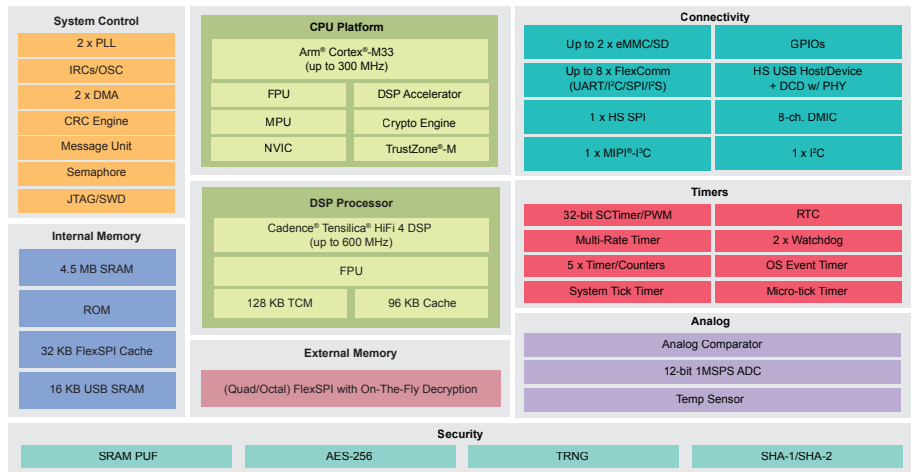 System Control
2 x PLL
IRCs/OSC
2 x DMA
CRC Engine
Message Unit
Semaphore
JTAG/SWD
Internal Memory
4.5 MB SRAM
ROM
32 KB FlexSPI Cache
16 KB USB SRAM
CPU Platform
Arm® Cortex®-M33
(up to 300 MHz)
FPU
DSP Accelerator
MPU
Crypto Engine
NVIC
TrustZone®-M
DSP Processor
Cadence® Tensilica® HiFi 4 DSP
(up to 600 MHz)
FPU
128 KB TCM
96 KB Cache
External Memory
(Quad/Octal) FlexSPI with On-The-Fly Decryption
Connectivity
Up to 2 x eMMC/SD
GPIOs
Up to 8 x FlexComm
(UART/I²C/SPI/I²S)
HS USB Host/Device
+ DCD w/ PHY
1 x HS SPI
8-ch. DMIC
1 x MIPI®-I³C
1 x I²C
Timers
32-bit SCTimer/PWM
RTC
Multi-Rate Timer
2 x Watchdog
5 x Timer/Counters
OS Event Timer
System Tick Timer
Micro-tick Timer
Analog
Analog Comparator
12-bit 1MSPS ADC
Temp Sensor
Security
SRAM PUF
AES-256
TRNG
SHA-1/SHA-2